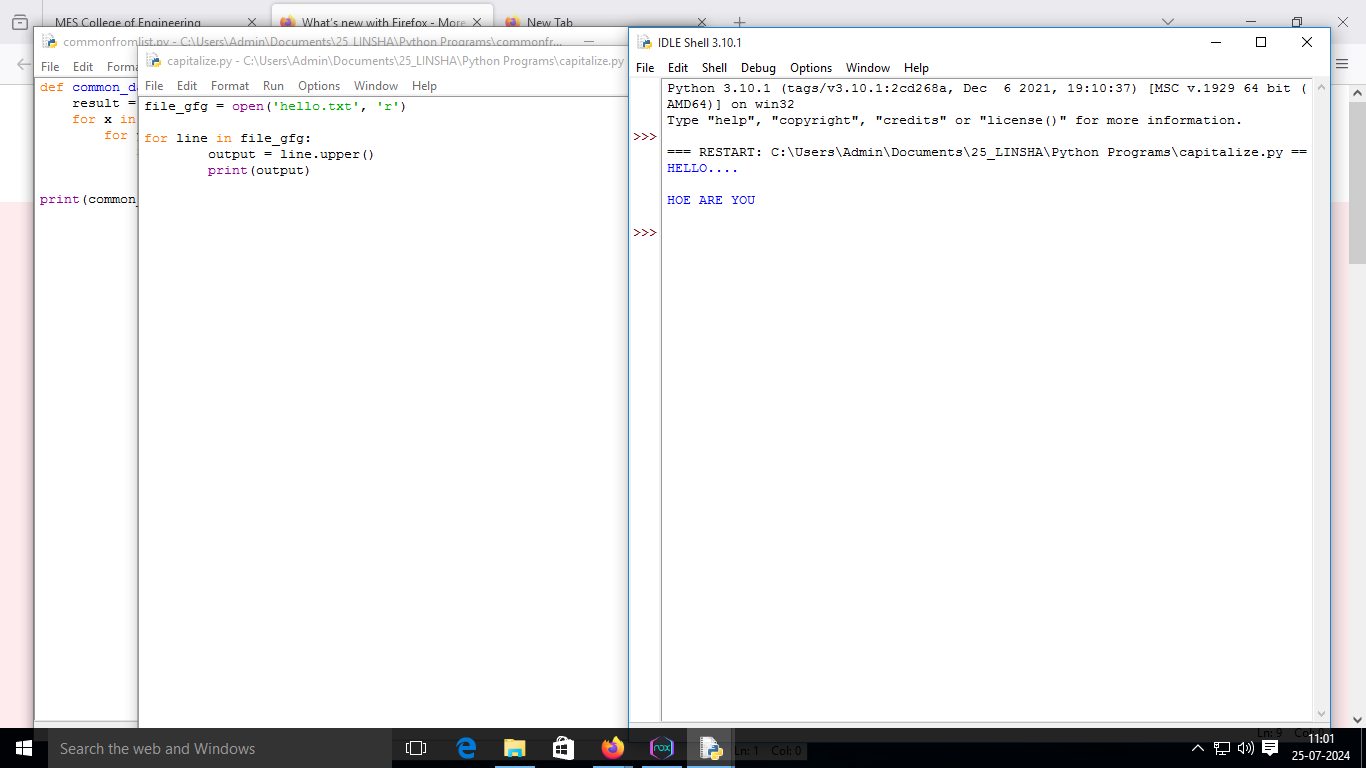 MES College of Engineering
What's new with Firefox - More
New Tab
commonfromlist.py - C:\Users\Admin\Documents\25_LINSHA\Python Programs\commonfr...
File Edit Forma
def common_da
result =
for x in
for
print(common_
capitalize.py - C:\Users\Admin\Documents\25_LINSHA\Python Programs\capitalize.py
File Edit Format Run Options Window Help
file_gfg = open('hello.txt', 'r')
for line in file_gfg:
output = line.upper()
print(output)
IDLE Shell 3.10.1
File Edit Shell Debug Options Window Help
Python 3.10.1 (tags/v3.10.1:2cd268a, Dec  6 2021, 19:10:37) [MSC v.1929 64 bit (
AMD64)] on win32
Type "help", "copyright", "credits" or "license()" for more information.
>>>
=== RESTART: C:\Users\Admin\Documents\25_LINSHA\Python Programs\capitalize.py ==
HELLO....
HOE ARE YOU
>>>
Ln: 9 Col:
Search the web and Windows
nox
Ln: 1 Col: 0
11:01
25-07-2024